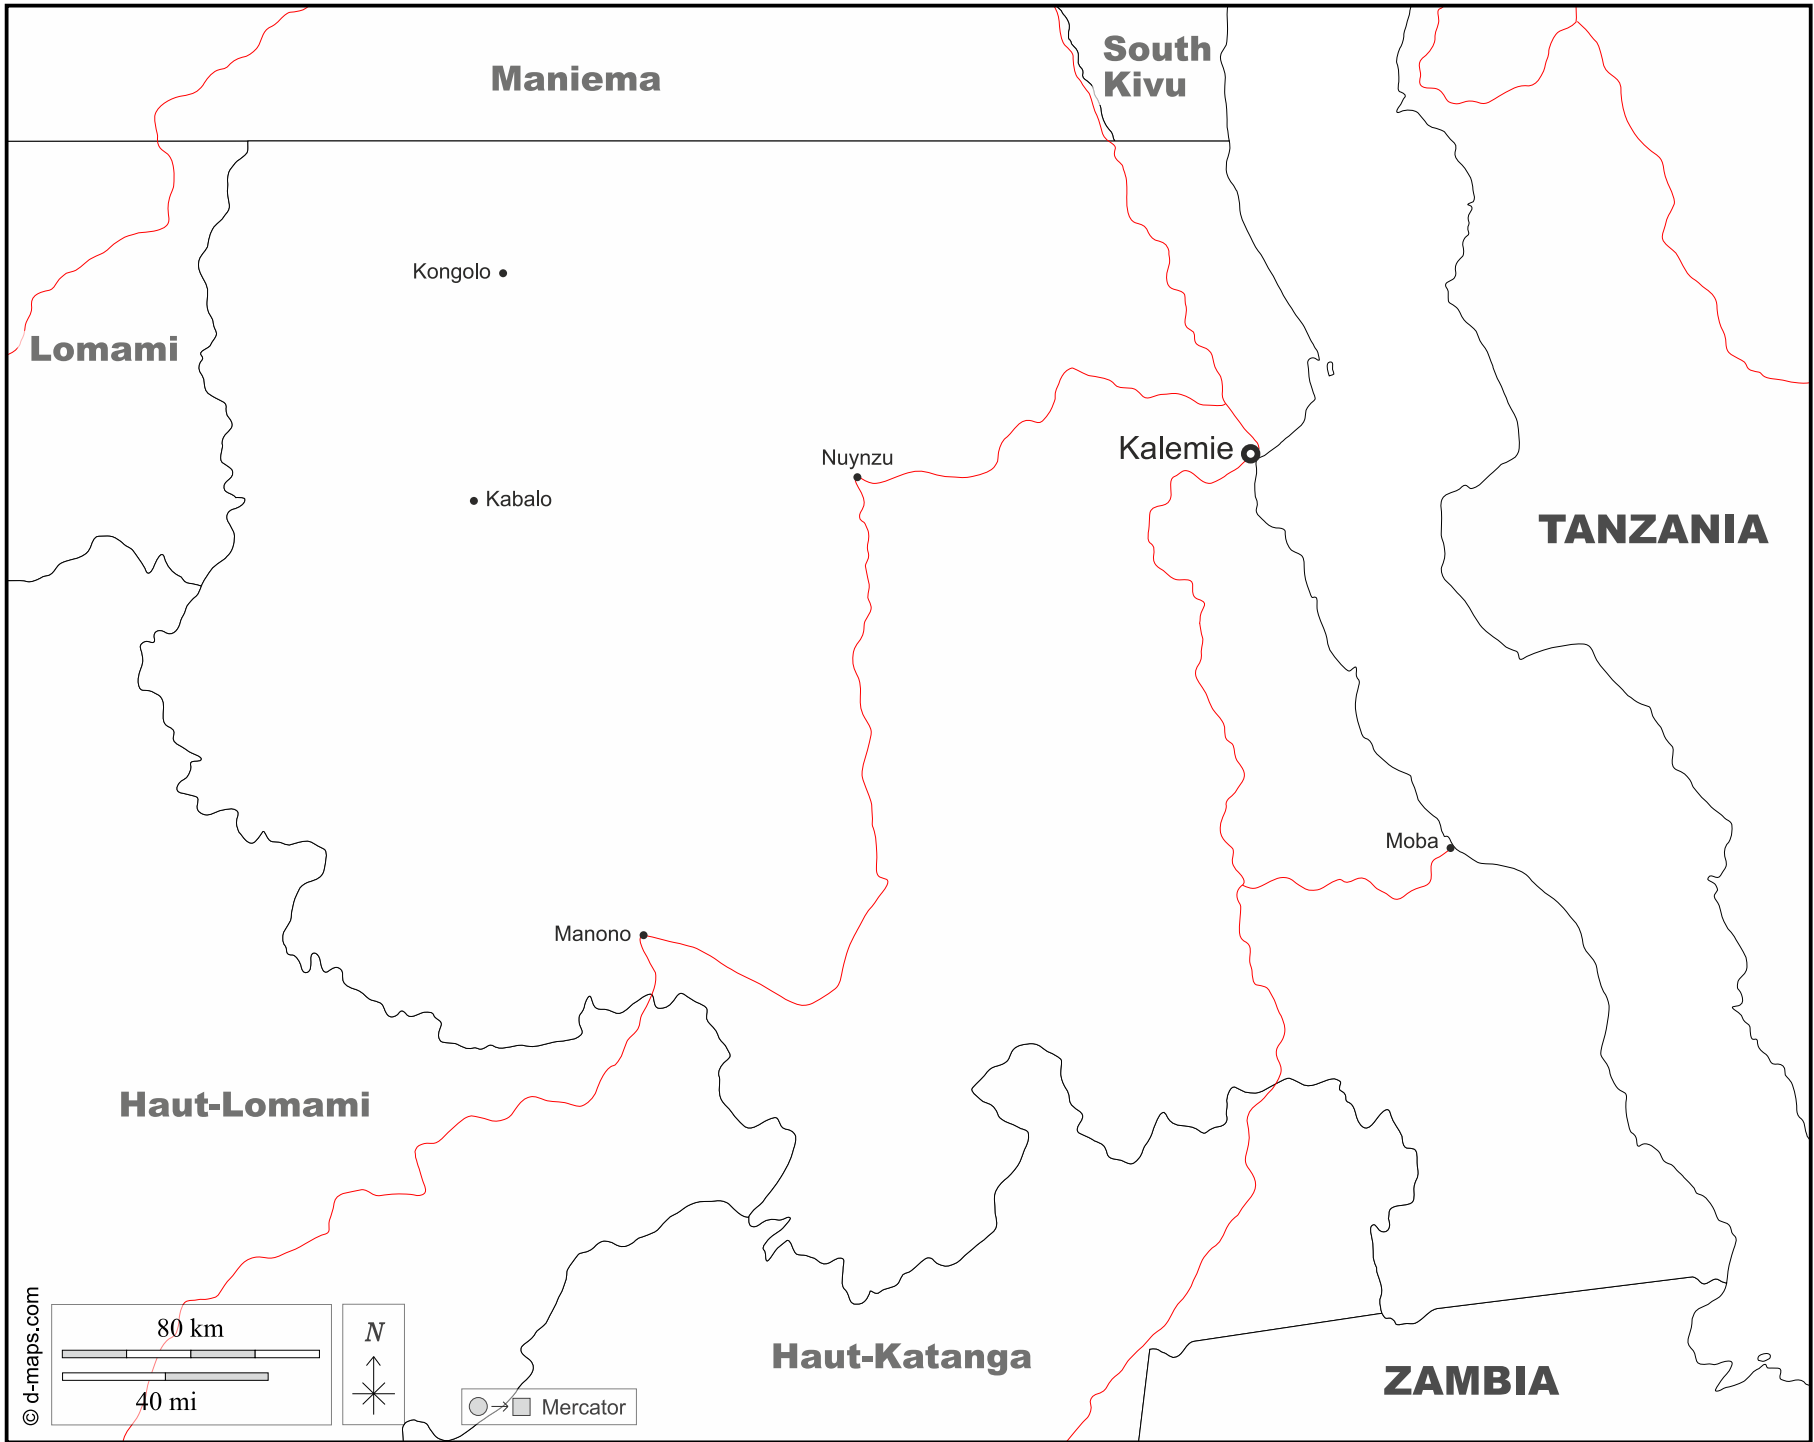 South
Kivu
Maniema
Kongolo
Lomami
Kalemie
Nuynzu
Kabalo
TANZANIA
Moba
Manono
Haut-Lomami
© d-maps.com
80 km
40 mi
N
Mercator
Haut-Katanga
ZAMBIA